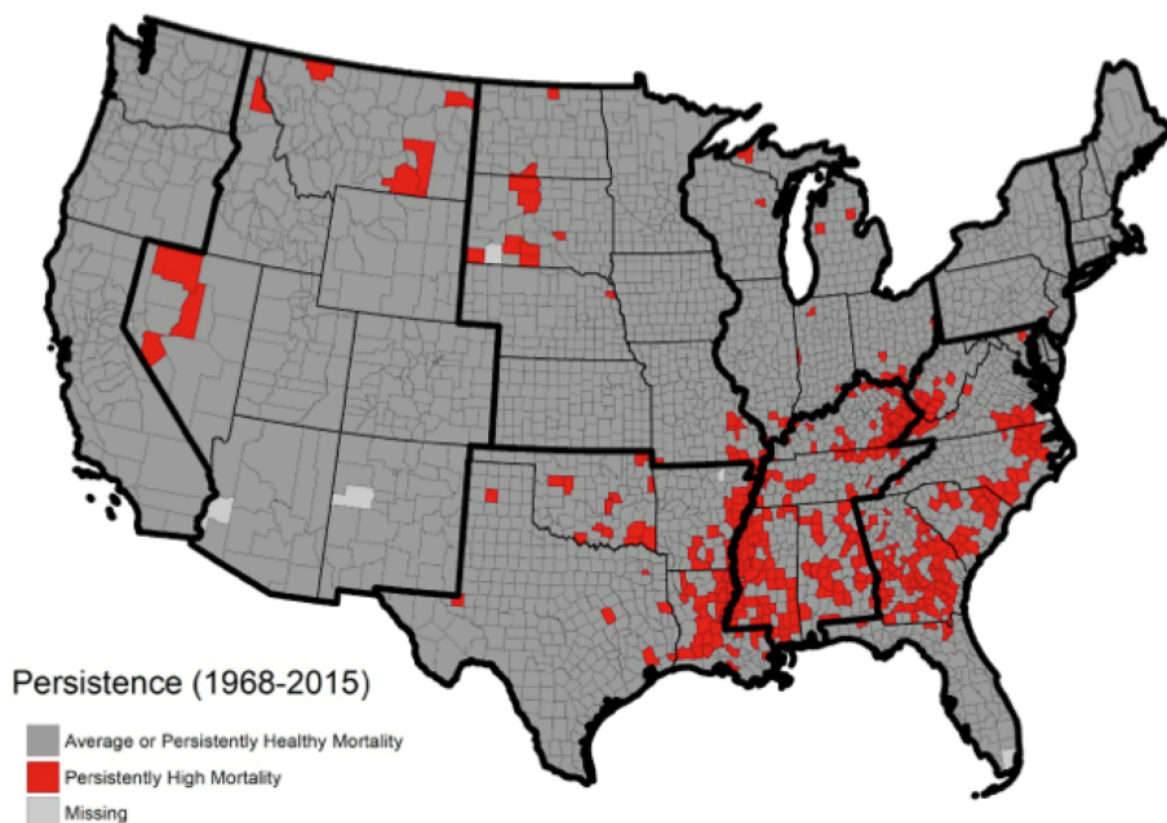 Persistence (1968-2015)
Average or Persistently Healthy Mortality
Persistently High Mortality
Missing